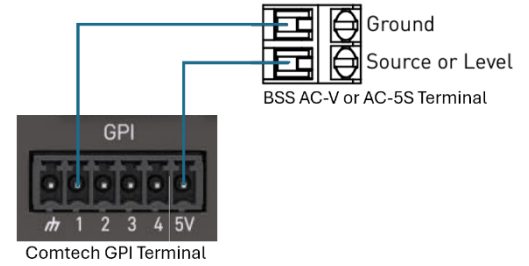 Ground
Source or Level
BSS AC-V or AC-5S Terminal
GPI
1 2 3 4 5V
Comtech GPI Terminal